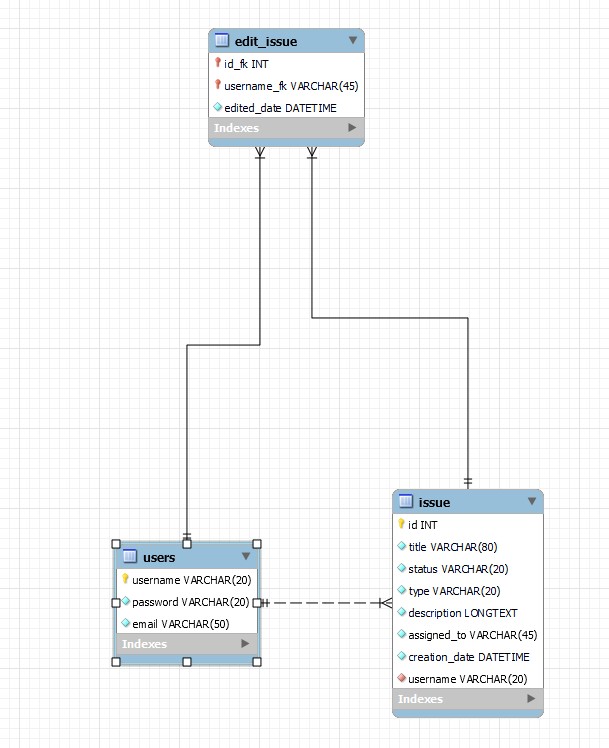 edit_issue
id_fk INT
username_fk VARCHAR(45)
edited_date DATETIME
Indexes
users
username VARCHAR(20)
password VARCHAR(20)
email VARCHAR(50)
Indexes
issue
id INT
title VARCHAR(80)
status VARCHAR(20)
type VARCHAR(20)
description LONGTEXT
assigned_to VARCHAR(45)
creation_date DATETIME
username VARCHAR(20)
Indexes